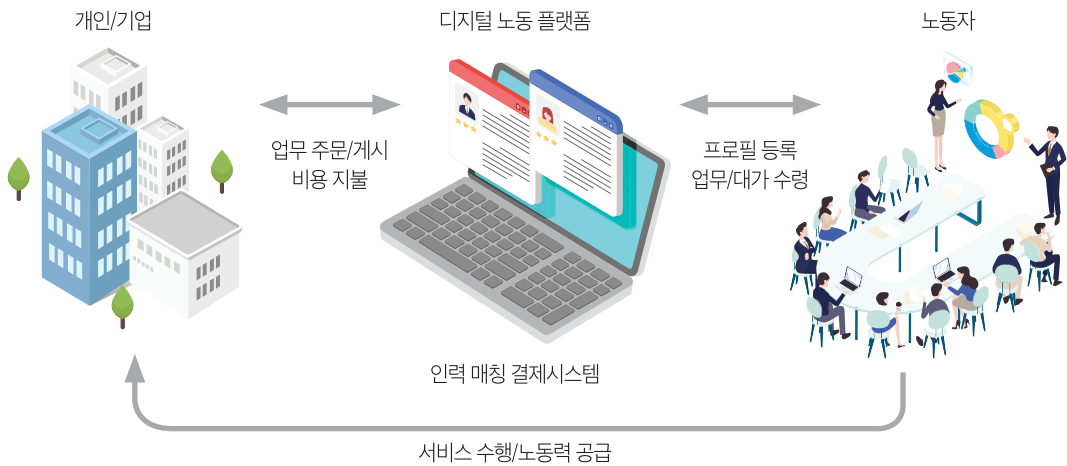 개인/기업
디지털 노동 플랫폼
노동자
업무 주문/게시
비용 지불
프로필 등록
업무/대가 수령
인력 매칭 결제시스템
서비스 수행/노동력 공급